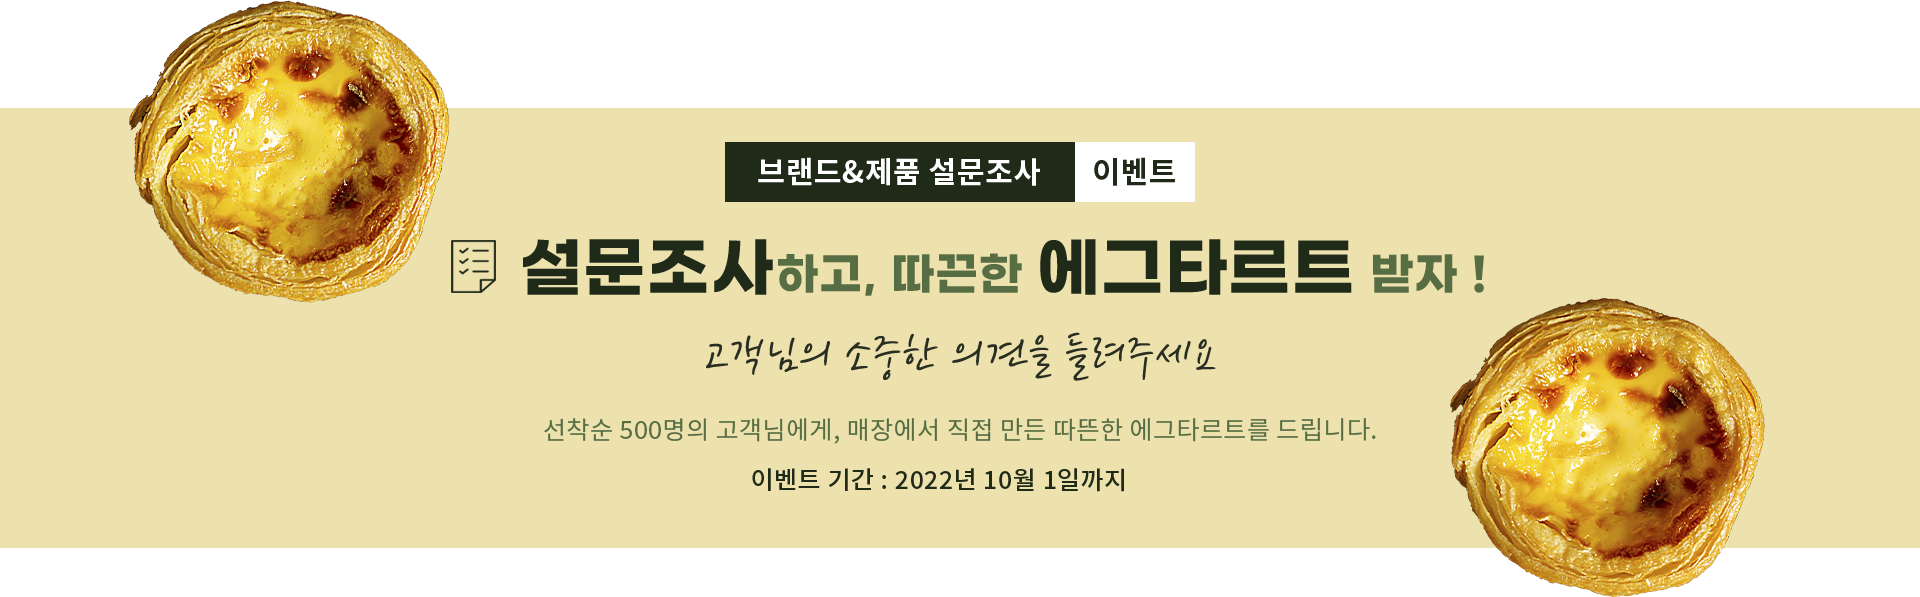 브랜드&제품 설문조사 이벤트
설문조사하고, 따끈한 에그타르트 받자 !
고객님의 소중한 의견을 들려주세요
선착순 500명의 고객님에게, 매장에서 직접 만든 따뜬한 에그타르트를 드립니다.
이벤트 기간 : 2022년 10월 1일까지